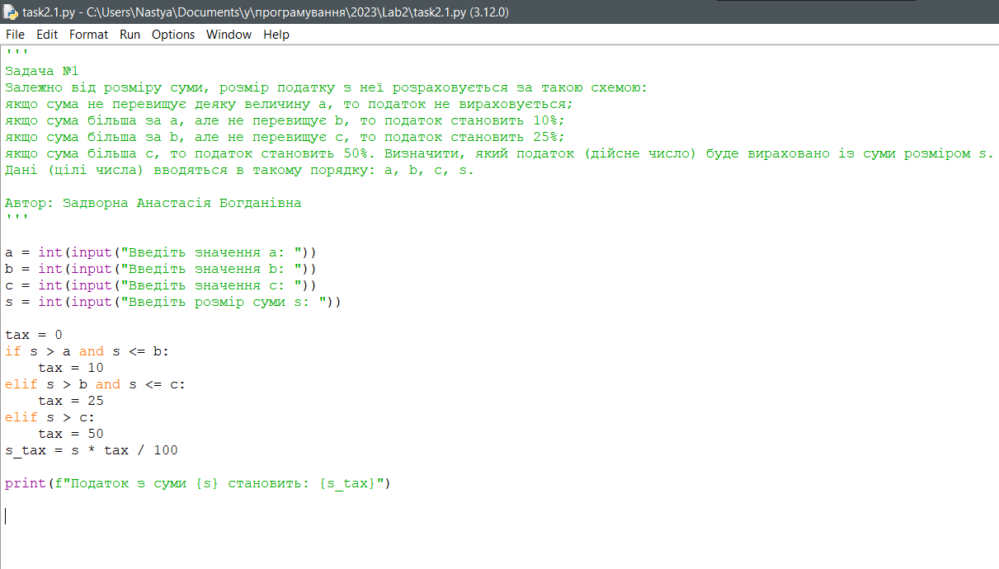 task2.1.py - C:\Users\Nastya\Documents\у\програмування\2023\Lab2\task2.1.py (3.12.0)
File Edit Format Run Options Window Help
'''
Задача №1
Залежно від розміру суми, розмір податку з неї розраховується за такою схемою:
якщо сума не перевищує деяку величину a, то податок не вираховується;
якщо сума більша за a, але не перевищує b, то податок становить 10%;
якщо сума більша за b, але не перевищує c, то податок становить 25%;
якщо сума більша c, то податок становить 50%. Визначити, який податок (дійсне число) буде вираховано із суми розміром s.
Дані (цілі числа) вводяться в такому порядку: a, b, c, s.
Автор: Задворна Анастасія Богданівна
'''
a = int(input("Введіть значення a: "))
b = int(input("Введіть значення b: "))
c = int(input("Введіть значення c: "))
s = int(input("Введіть розмір суми s: "))
tax = 0
if s > a and s <= b:
    tax = 10
elif s > b and s <= c:
    tax = 25
elif s > c:
    tax = 50
s_tax = s * tax / 100
print(f"Податок з суми {s} становить: {s_tax}")